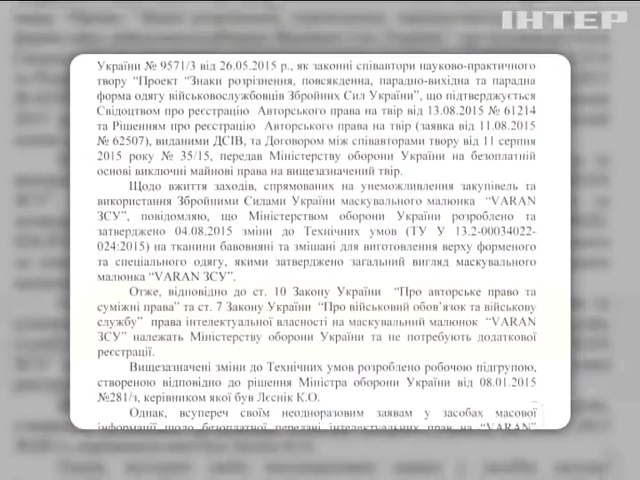 ІНТЕР
України № 9571/3 від 26.05.2015 р., як законні співавтори науково-практичного
твору “Проект “Знаки розрізнення, повсякденна, парадно-вихідна та парадна
форма одягу військовослужбовців Збройних Сил України”, що підтверджується
Свідоцтвом про реєстрацію Авторського права на твір від 13.08.2015 № 61214
та Рішенням про реєстрацію Авторського права на твір (заявка від 11.08.2015
№ 62507), виданими ДСІВ, та Договором між співавторами твору від 11 серпня
2015 року № 35/15, передав Міністерству оборони України на безоплатній
основі виключні майнові права на вищезазначений твір.
Щодо вжиття заходів, спрямованих на унеможливлення закупівель та
використання Збройними Силами України маскувального малюнка “VARAN
ЗСУ”, повідомляю, що Міністерством оборони України розроблено та
затверджено 04.08.2015 зміни до Технічних умов (ТУ У 13.2-00034022-
024:2015) на тканини бавовняні та змішані для виготовлення верху форменого
та спеціального одягу, якими затверджено загальний вигляд маскувального
малюнка “VARAN ЗСУ”.
Отже, відповідно до ст. 10 Закону України “Про авторське право та
суміжні права” та ст. 7 Закону України “Про військовий обов’язок та військову
службу” права інтелектуальної власності на маскувальний малюнок “VARAN
ЗСУ” належать Міністерству оборони України та не потребують додаткової
реєстрації.
Вищезазначені зміни до Технічних умов розроблено робочою підгрупою,
створеною відповідно до рішення Міністра оборони України від 08.01.2015
№281/з, керівником якої був Лєснік К.О.
Однак, всупереч своїм неодноразовим заявам у засобах масової
інформації щодо безоплатної передачі інтелектуальних прав на “VARAN”